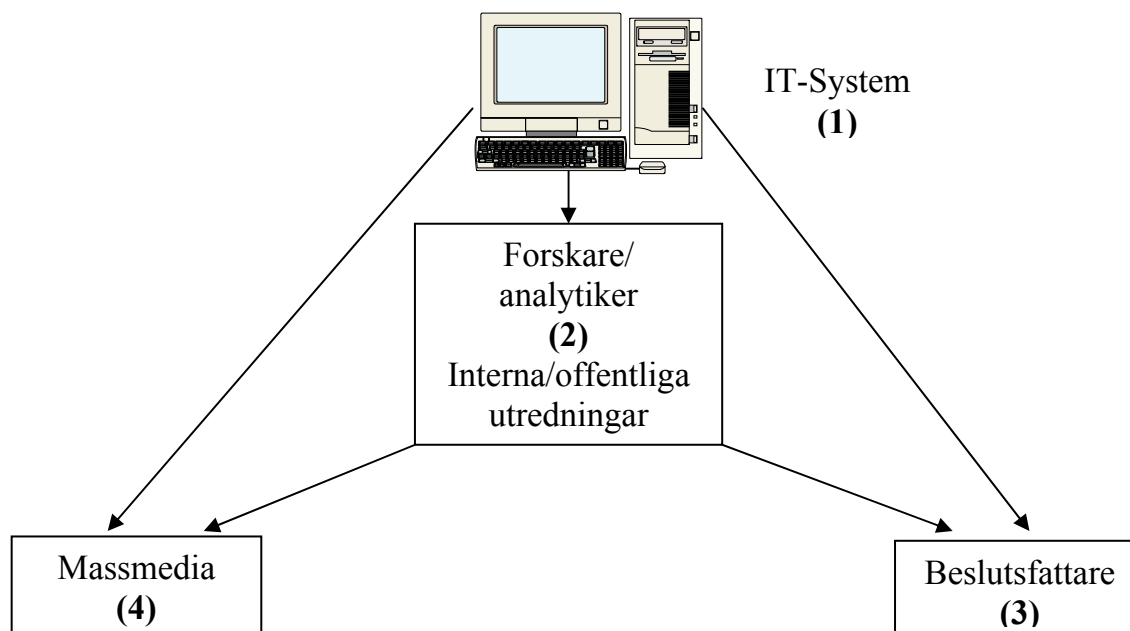 IT-System
(1)
Forskare/
analytiker
(2)
Interna/offentliga
utredningar
Massmedia
(4)
Beslutsfattare
(3)